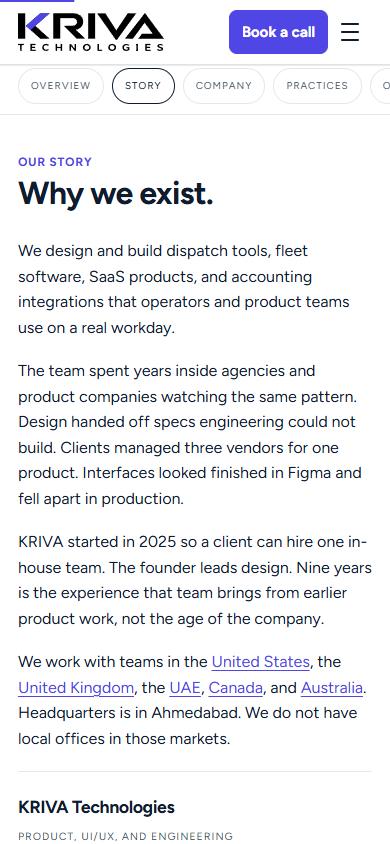 KRIVA
TECHNOLOGIES
Book a call
OVERVIEW
STORY
COMPANY
PRACTICES
OUR STORY
Why we exist.
We design and build dispatch tools, fleet
software, SaaS products, and accounting
integrations that operators and product teams
use on a real workday.
The team spent years inside agencies and
product companies watching the same pattern.
Design handed off specs engineering could not
build. Clients managed three vendors for one
product. Interfaces looked finished in Figma and
fell apart in production.
KRIVA started in 2025 so a client can hire one in-
house team. The founder leads design. Nine years
is the experience that team brings from earlier
product work, not the age of the company.
We work with teams in the United States, the
United Kingdom, the UAE, Canada, and Australia.
Headquarters is in Ahmedabad. We do not have
local offices in those markets.
KRIVA Technologies
PRODUCT, UI/UX, AND ENGINEERING